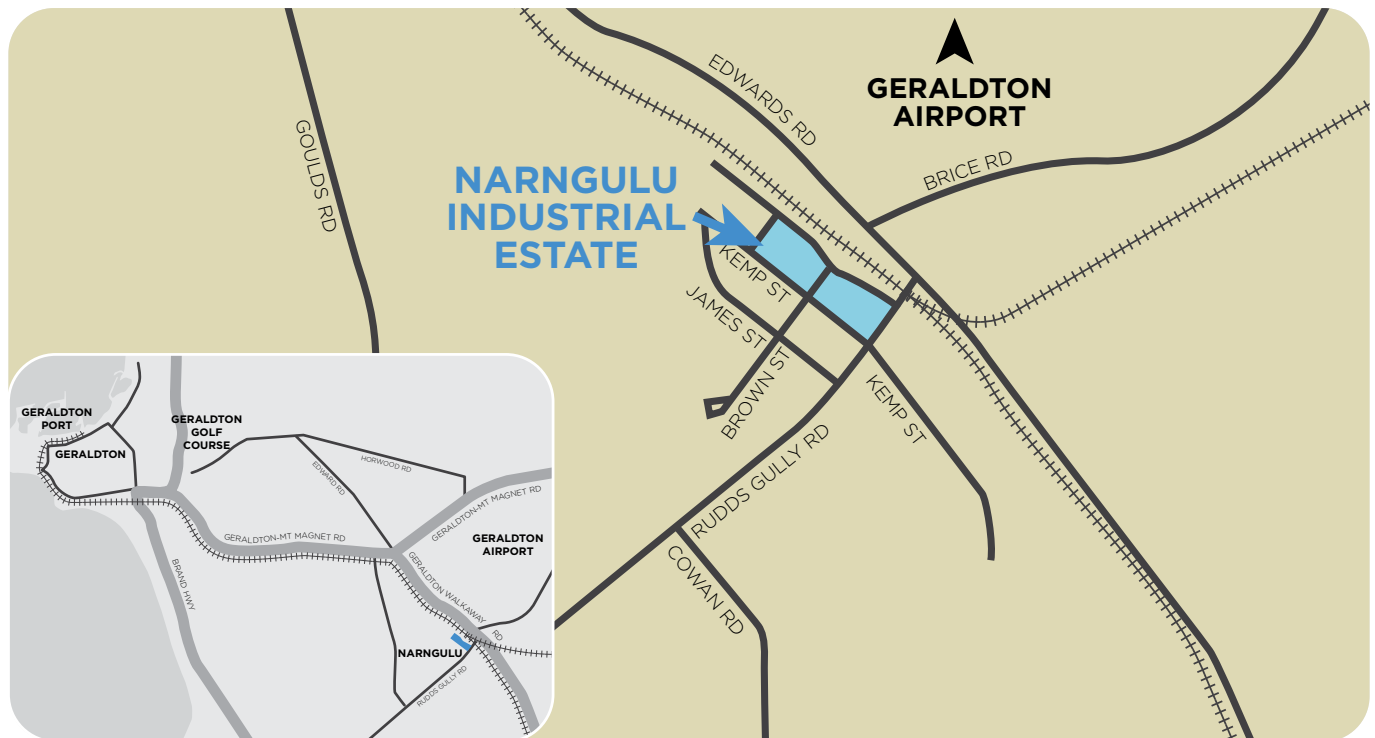 EDWARDS RD
GERALDTON
AIRPORT
GOULDS RD
BRICE RD
NARNGULU
INDUSTRIAL
ESTATE
KEMP ST
JAMES ST
BROWN ST
KEMP ST
RUDDS GULLY RD
COWAN RD
GERALDTON
PORT
GERALDTON
GOLF
COURSE
GERALDTON
HORWOOD RD
EDWARD RD
GERALDTON-MT MAGNET RD
GERALDTON-MT MAGNET RD
GERALDTON
AIRPORT
BRAND HWY
GERALDTON WALKAWAY RD
NARNGULU
RUDDS GULLY RD